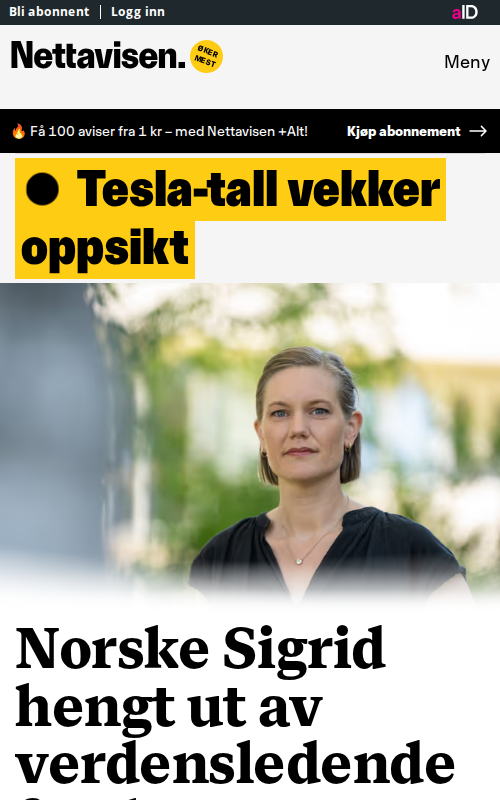 Bli abonnent
Logg inn
aID
Nettavisen.
ØKER
MEST
Meny
🔥 Få 100 aviser fra 1 kr – med Nettavisen +Alt!
Kjøp abonnement →
Tesla-tall vekker
oppsikt
Norske Sigrid
hengt ut av
verdensledende